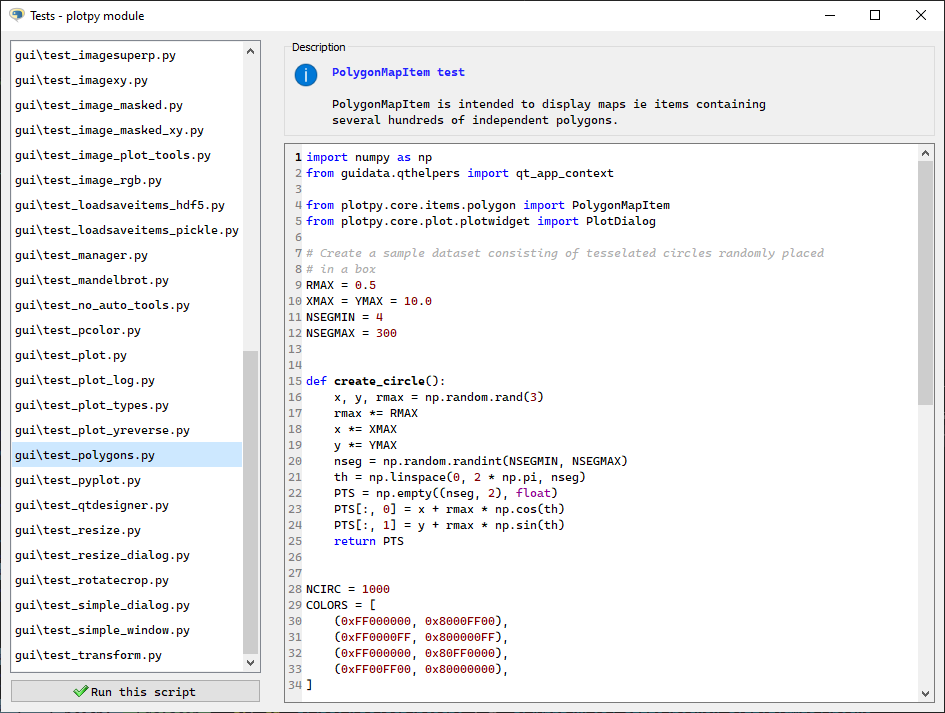 Tests - plotpy module
gui\test_imagesuperp.py
gui\test_imagexy.py
gui\test_image_masked.py
gui\test_image_masked_xy.py
gui\test_image_plot_tools.py
gui\test_image_rgb.py
gui\test_loadsaveitems_hdf5.py
gui\test_loadsaveitems_pickle.py
gui\test_manager.py
gui\test_mandelbrot.py
gui\test_no_auto_tools.py
gui\test_pcolor.py
gui\test_plot.py
gui\test_plot_log.py
gui\test_plot_types.py
gui\test_plot_yreverse.py
gui\test_polygons.py
gui\test_pyplot.py
gui\test_qtdesigner.py
gui\test_resize.py
gui\test_resize_dialog.py
gui\test_rotatecrop.py
gui\test_simple_dialog.py
gui\test_simple_window.py
gui\test_transform.py
Run this script
Description
PolygonMapItem test
PolygonMapItem is intended to display maps ie items containing
several hundreds of independent polygons.
1 import numpy as np
2 from guidata.qthelpers import qt_app_context
3
4 from plotpy.core.items.polygon import PolygonMapItem
5 from plotpy.core.plot.plotwidget import PlotDialog
6
7 # Create a sample dataset consisting of tesselated circles randomly placed
8 # in a box
9 RMAX = 0.5
10 XMAX = YMAX = 10.0
11 NSEGMIN = 4
12 NSEGMAX = 300
13
14
15 def create_circle():
16     x, y, rmax = np.random.rand(3)
17     rmax *= RMAX
18     x *= XMAX
19     y *= YMAX
20     nseg = np.random.randint(NSEGMIN, NSEGMAX)
21     th = np.linspace(0, 2 * np.pi, nseg)
22     PTS = np.empty((nseg, 2), float)
23     PTS[:, 0] = x + rmax * np.cos(th)
24     PTS[:, 1] = y + rmax * np.sin(th)
25     return PTS
26
27
28 NCIRC = 1000
29 COLORS = [
30     (0xFF000000, 0x8000FF00),
31     (0xFF0000FF, 0x800000FF),
32     (0xFF000000, 0x80FF0000),
33     (0xFF00FF00, 0x80000000),
34 ]